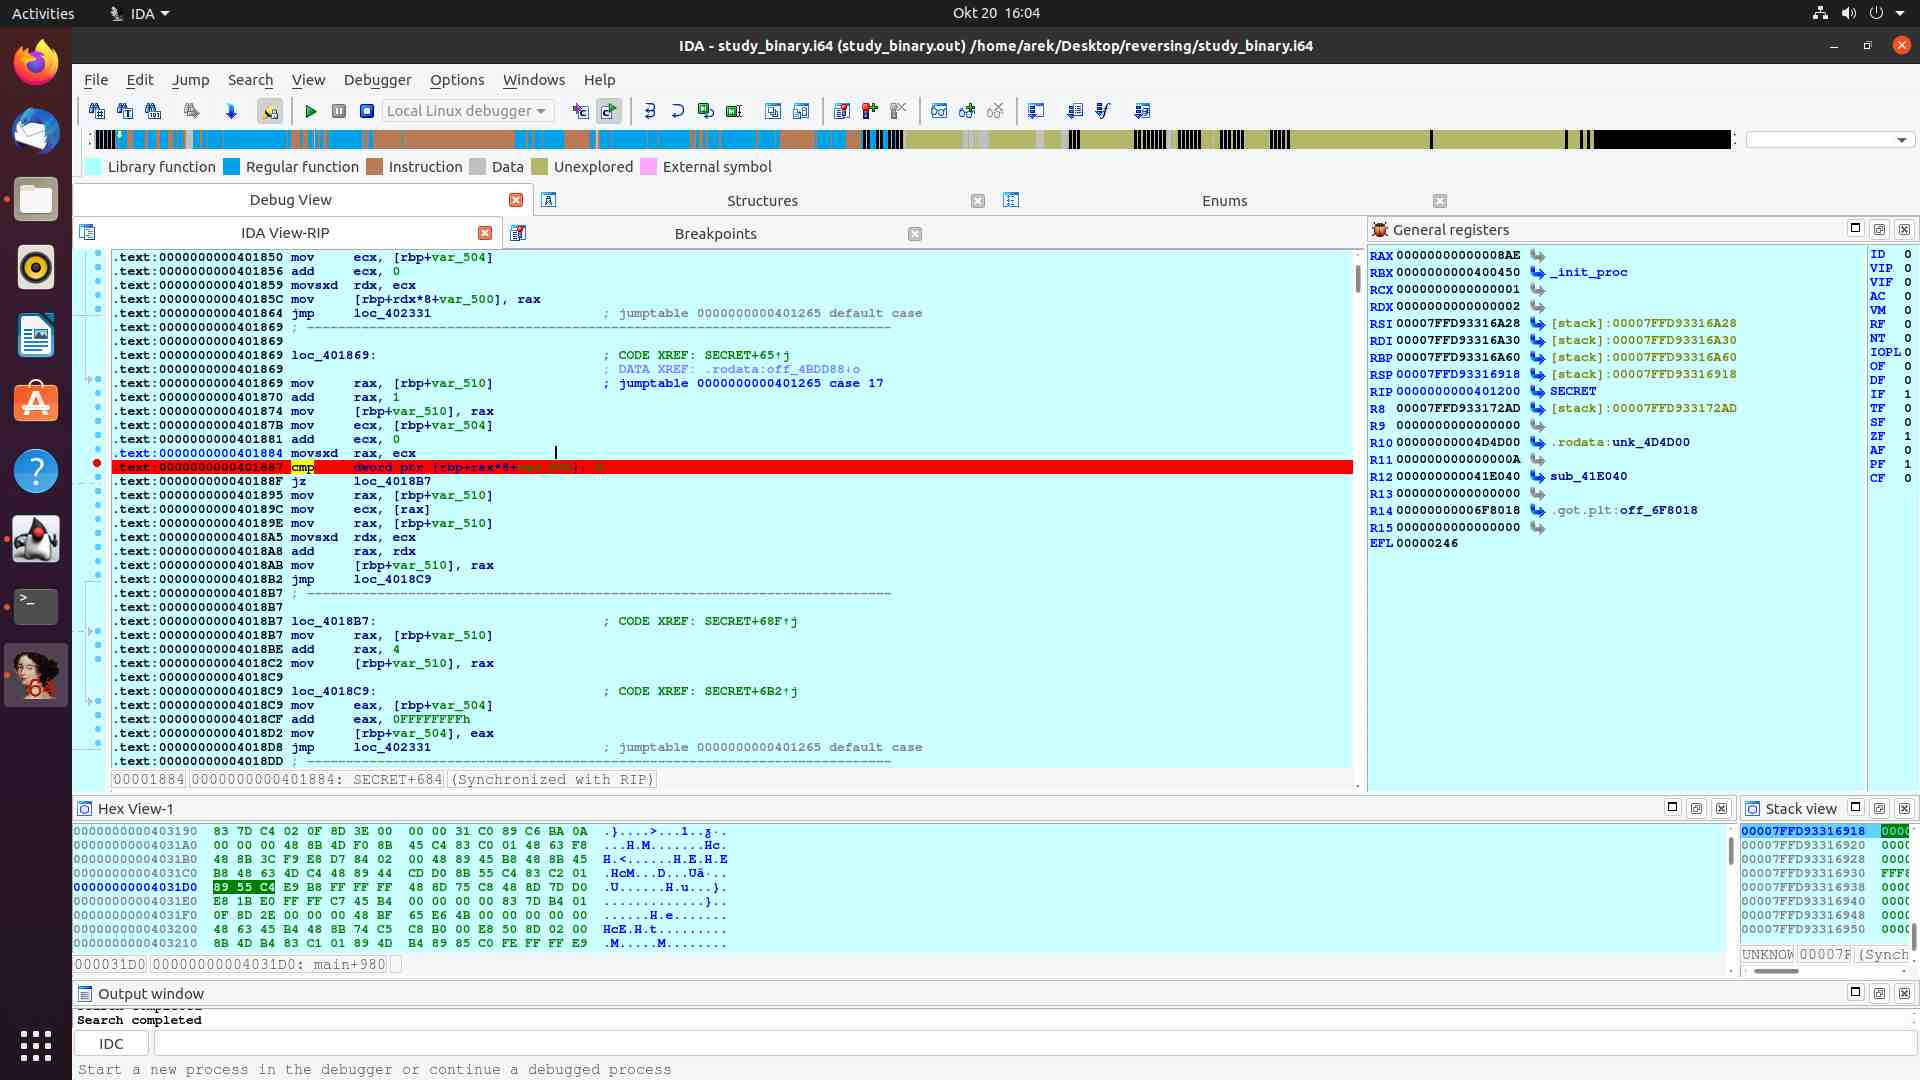 Activities
IDA
Okt 20 16:04
IDA - study_binary.i64 (study_binary.out) /home/arek/Desktop/reversing/study_binary.i64
File Edit Jump Search View Debugger Options Windows Help
Local Linux debugger
Library function Regular function Instruction Data Unexplored External symbol
Debug View
Structures
Enums
IDA View-RIP
Breakpoints
.text:0000000000401850 mov ecx, [rbp+var_504]
.text:0000000000401856 add ecx, 0
.text:0000000000401859 movsxd rdx, ecx
.text:000000000040185C mov [rbp+rdx*8+var_500], rax
.text:0000000000401864 jmp loc_402331 ; jumptable 0000000000401265 default case
.text:0000000000401869 ; ---------------------------------------------------------------------------
.text:0000000000401869
.text:0000000000401869 loc_401869: ; CODE XREF: SECRET+65↑j
.text:0000000000401869 ; DATA XREF: .rodata:off_4BDD88↓o
.text:0000000000401869 mov rax, [rbp+var_510] ; jumptable 0000000000401265 case 17
.text:0000000000401870 add rax, 1
.text:0000000000401874 mov [rbp+var_510], rax
.text:000000000040187B mov ecx, [rbp+var_504]
.text:0000000000401881 add ecx, 0
.text:0000000000401884 movsxd rax, ecx
.text:0000000000401887 cmp dword ptr [rbp+rax*8+
.text:000000000040188F jz loc_4018B7
.text:0000000000401895 mov rax, [rbp+var_510]
.text:000000000040189C mov ecx, [rax]
.text:000000000040189E mov rax, [rbp+var_510]
.text:00000000004018A5 movsxd rdx, ecx
.text:00000000004018A8 add rax, rdx
.text:00000000004018AB mov [rbp+var_510], rax
.text:00000000004018B2 jmp loc_4018C9
.text:00000000004018B7 ; ---------------------------------------------------------------------------
.text:00000000004018B7
.text:00000000004018B7 loc_4018B7: ; CODE XREF: SECRET+68F↑j
.text:00000000004018B7 mov rax, [rbp+var_510]
.text:00000000004018BE add rax, 4
.text:00000000004018C2 mov [rbp+var_510], rax
.text:00000000004018C9
.text:00000000004018C9 loc_4018C9: ; CODE XREF: SECRET+6B2↑j
.text:00000000004018C9 mov eax, [rbp+var_504]
.text:00000000004018CF add eax, 0FFFFFFFFh
.text:00000000004018D2 mov [rbp+var_504], eax
.text:00000000004018D8 jmp loc_402331 ; jumptable 0000000000401265 default case
.text:00000000004018DD ; ---------------------------------------------------------------------------
00001884 0000000000401884: SECRET+684 (Synchronized with RIP)
General registers
RAX 00000000000008AE
RBX 0000000000400450 _init_proc
RCX 0000000000000001
RDX 0000000000000002
RSI 00007FFD93316A28 [stack]:00007FFD93316A28
RDI 00007FFD93316A30 [stack]:00007FFD93316A30
RBP 00007FFD93316A60 [stack]:00007FFD93316A60
RSP 00007FFD93316918 [stack]:00007FFD93316918
RIP 0000000000401200 SECRET
R8 00007FFD933172AD [stack]:00007FFD933172AD
R9 0000000000000000
R10 00000000004D4D00 .rodata:unk_4D4D00
R11 000000000000000A
R12 000000000041E040 sub_41E040
R13 0000000000000000
R14 00000000006F8018 .got.plt:off_6F8018
R15 0000000000000000
EFL 00000246
ID 0
VIP 0
VIF 0
AC 0
VM 0
RF 0
NT 0
IOPL 0
OF 0
DF 0
IF 1
TF 0
SF 0
ZF 1
AF 0
PF 1
CF 0
Hex View-1
0000000000403190 83 7D C4 02 0F 8D 3E 00 00 00 31 C0 89 C6 BA 0A
00000000004031A0 00 00 00 48 8B 4D F0 8B 45 C4 83 C0 01 48 63 F8 ...H.M.......Hc.
00000000004031B0 48 8B 3C F9 E8 D7 84 02 00 48 89 45 B8 48 8B 45 H.<......H.E.H.E
00000000004031C0 B8 48 63 4D C4 48 89 44 CD D0 8B 55 C4 83 C2 01
00000000004031D0 89 55 C4 E9 B8 FF FF FF 48 8D 75 C8 48 8D 7D D0 .U......H.u...}.
00000000004031E0 E8 1B E0 FF FF C7 45 B4 00 00 00 00 83 7D B4 01 .............}..
00000000004031F0 0F 8D 2E 00 00 00 48 BF 65 E6 4B 00 00 00 00 00 ......H.e.......
0000000000403200 48 63 45 B4 48 8B 74 C5 C8 B0 00 E8 50 8D 02 00 HcE.H.t.........
0000000000403210 8B 4D B4 83 C1 01 89 4D B4 89 85 C0 FE FF FF E9 .M.....M........
000031D0 00000000004031D0: main+980
Stack view
00007FFD93316918 0000
00007FFD93316920 0000
00007FFD93316928 0000
00007FFD93316930 FFF8
00007FFD93316938 0000
00007FFD93316940 0000
00007FFD93316948 0000
00007FFD93316950 0000
UNKNOW 00007F (Synch
Output window
Search completed
Search completed
IDC
Start a new process in the debugger or continue a debugged process